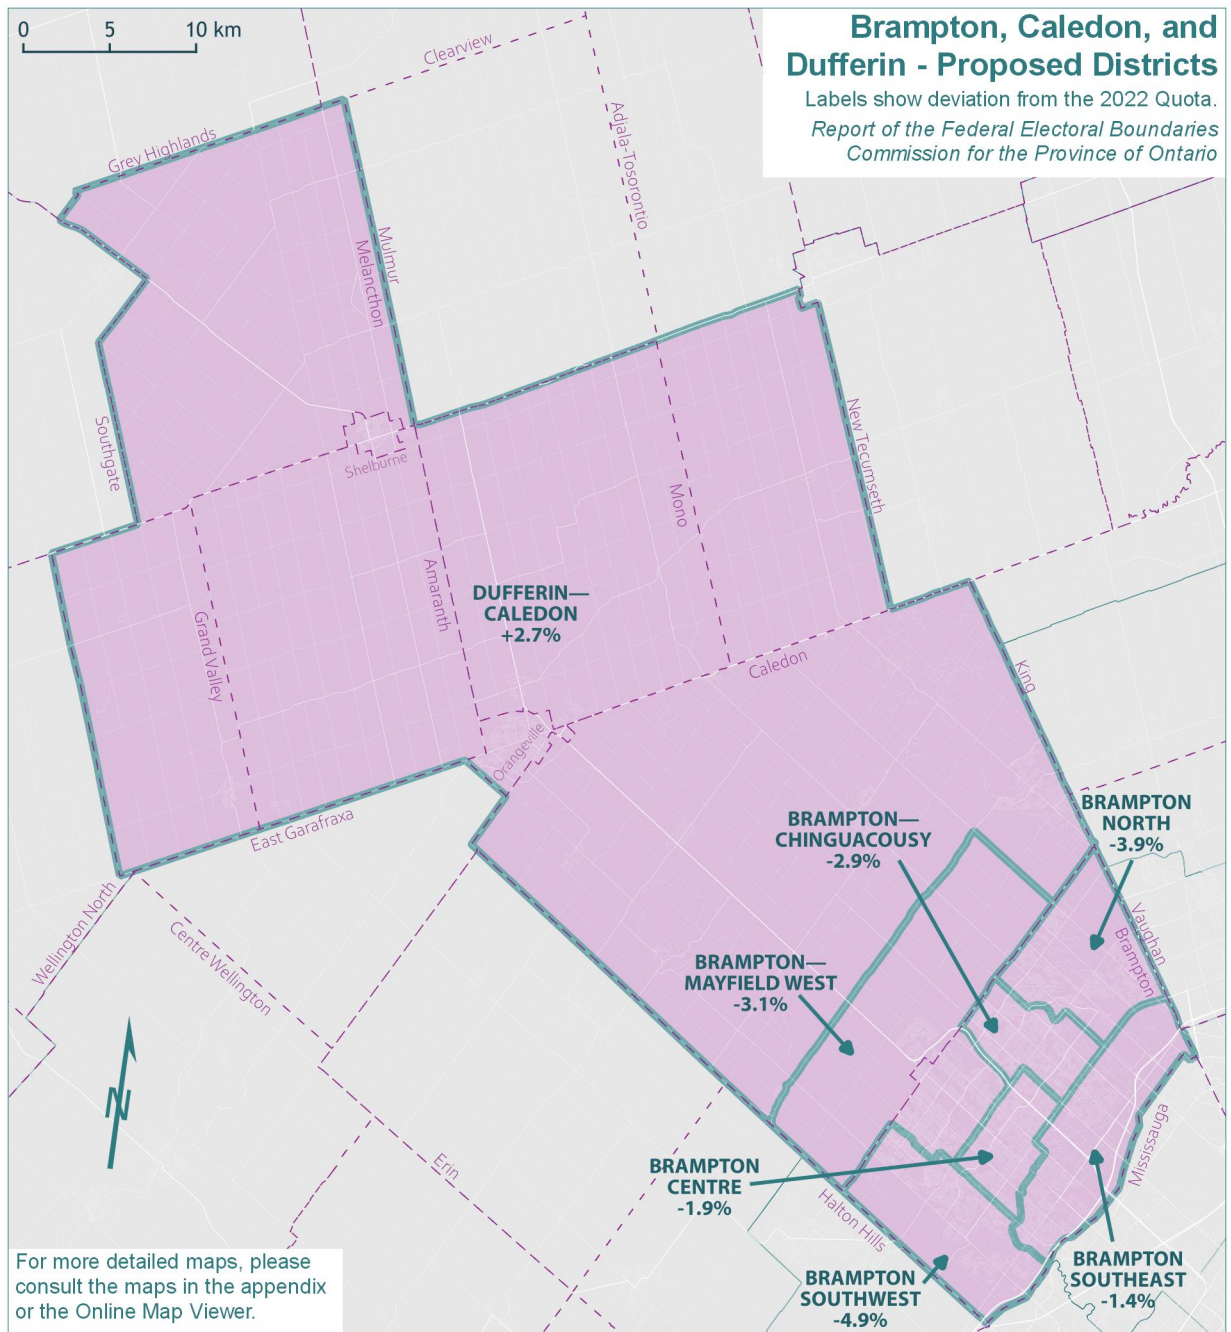 0 5 10 km
Brampton, Caledon, and
Dufferin - Proposed Districts
Labels show deviation from the 2022 Quota.
Report of the Federal Electoral Boundaries
Commission for the Province of Ontario
Clearview
Grey Highlands
Adjala-Tosorontio
Mulmur
Melancthon
Southgate
Shelburne
New Tecumseth
Mono
Amaranth
Grand Valley
DUFFERIN—
CALEDON
+2.7%
Caledon
King
Orangeville
East Garafraxa
Wellington North
Centre Wellington
BRAMPTON—
CHINGUACOUSY
-2.9%
BRAMPTON
NORTH
-3.9%
Vaughan
Brampton
BRAMPTON—
MAYFIELD WEST
-3.1%
N
Erin
BRAMPTON
CENTRE
-1.9%
Mississauga
Halton Hills
BRAMPTON
SOUTHWEST
-4.9%
BRAMPTON
SOUTHEAST
-1.4%
For more detailed maps, please
consult the maps in the appendix
or the Online Map Viewer.